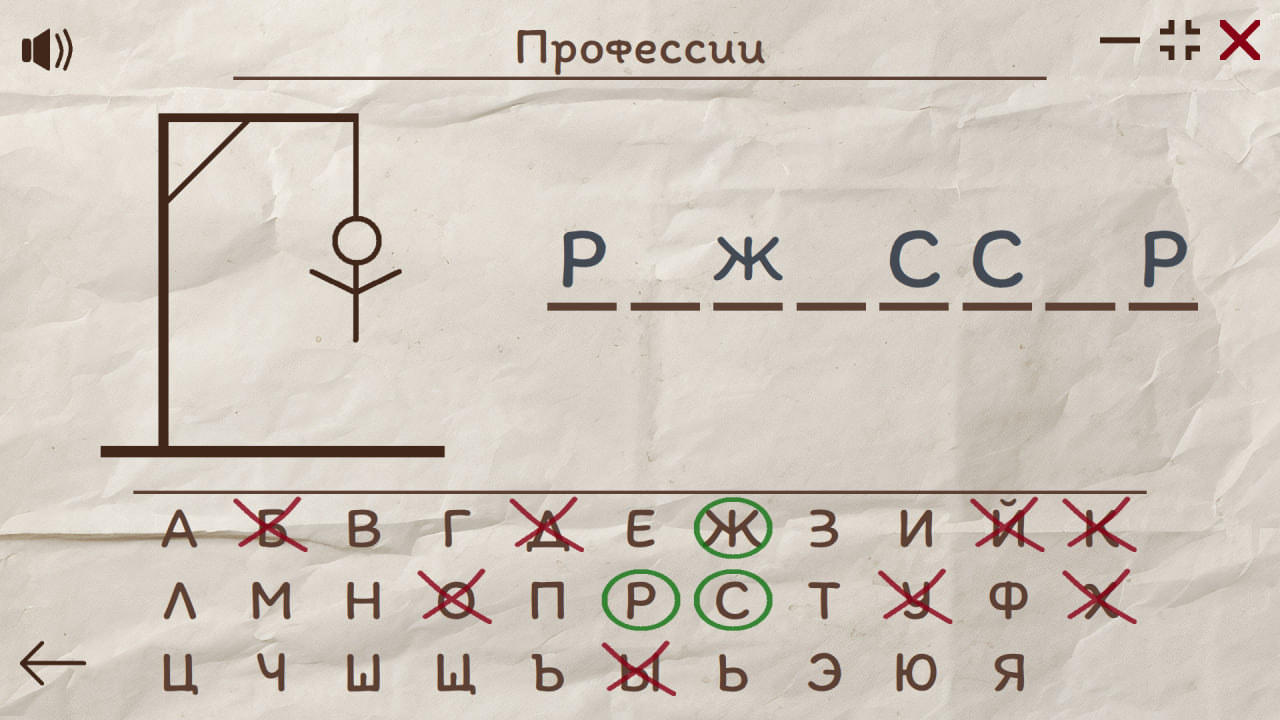 Профессии
Р _ Ж _ С С _ Р
А Б В Г Д Е Ж З И Й К
Л М Н О П Р С Т У Ф Х
Ц Ч Ш Щ Ъ Ы Ь Э Ю Я